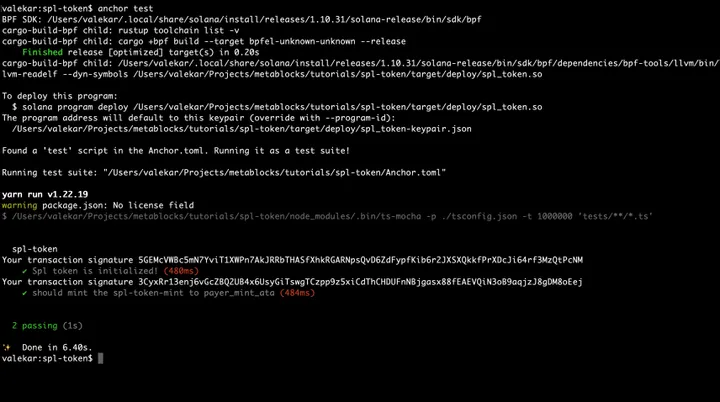 valekar:spl-token$ anchor test
BPF SDK: /Users/valekar/.local/share/solana/install/releases/1.10.31/solana-release/bin/sdk/bpf
cargo-build-bpf child: rustup toolchain list -v
cargo-build-bpf child: cargo +bpf build --target bpfel-unknown-unknown --release
Finished release [optimized] target(s) in 0.20s
cargo-build-bpf child: /Users/valekar/.local/share/solana/install/releases/1.10.31/solana-release/bin/sdk/bpf/dependencies/bpf-tools/llvm/bin/
llvm-readelf --dyn-symbols /Users/valekar/Projects/metablocks/tutorials/spl-token/target/deploy/spl_token.so
To deploy this program:
$ solana program deploy /Users/valekar/Projects/metablocks/tutorials/spl-token/target/deploy/spl_token.so
The program address will default to this keypair (override with --program-id):
/Users/valekar/Projects/metablocks/tutorials/spl-token/target/deploy/spl_token-keypair.json
Found a 'test' script in the Anchor.toml. Running it as a test suite!
Running test suite: "/Users/valekar/Projects/metablocks/tutorials/spl-token/Anchor.toml"
yarn run v1.22.19
warning package.json: No license field
$ /Users/valekar/Projects/metablocks/tutorials/spl-token/node_modules/.bin/ts-mocha -p ./tsconfig.json -t 1000000 'tests/**/*.ts'
spl-token
Your transaction signature 5GEMcVWBc5mN7YviT1XWPn7AkJRRbTHASfXhkRGARNpsQvD6ZdFypfKib6r2JXSXQkkfPrXDcJi64rf3MzQtPcNM
✔ Spl token is initialized! (480ms)
Your transaction signature 3CyxRr13enj6vGcZBQ2UB4x6UsyGiTswgTCzpp9z5xiCdThCHDUFnNBjgasx88fEAEVQiN3oB9aqjzJ8gDM8oEej
✔ should mint the spl-token-mint to payer_mint_ata (484ms)
2 passing (1s)
✨ Done in 6.40s.
valekar:spl-token$